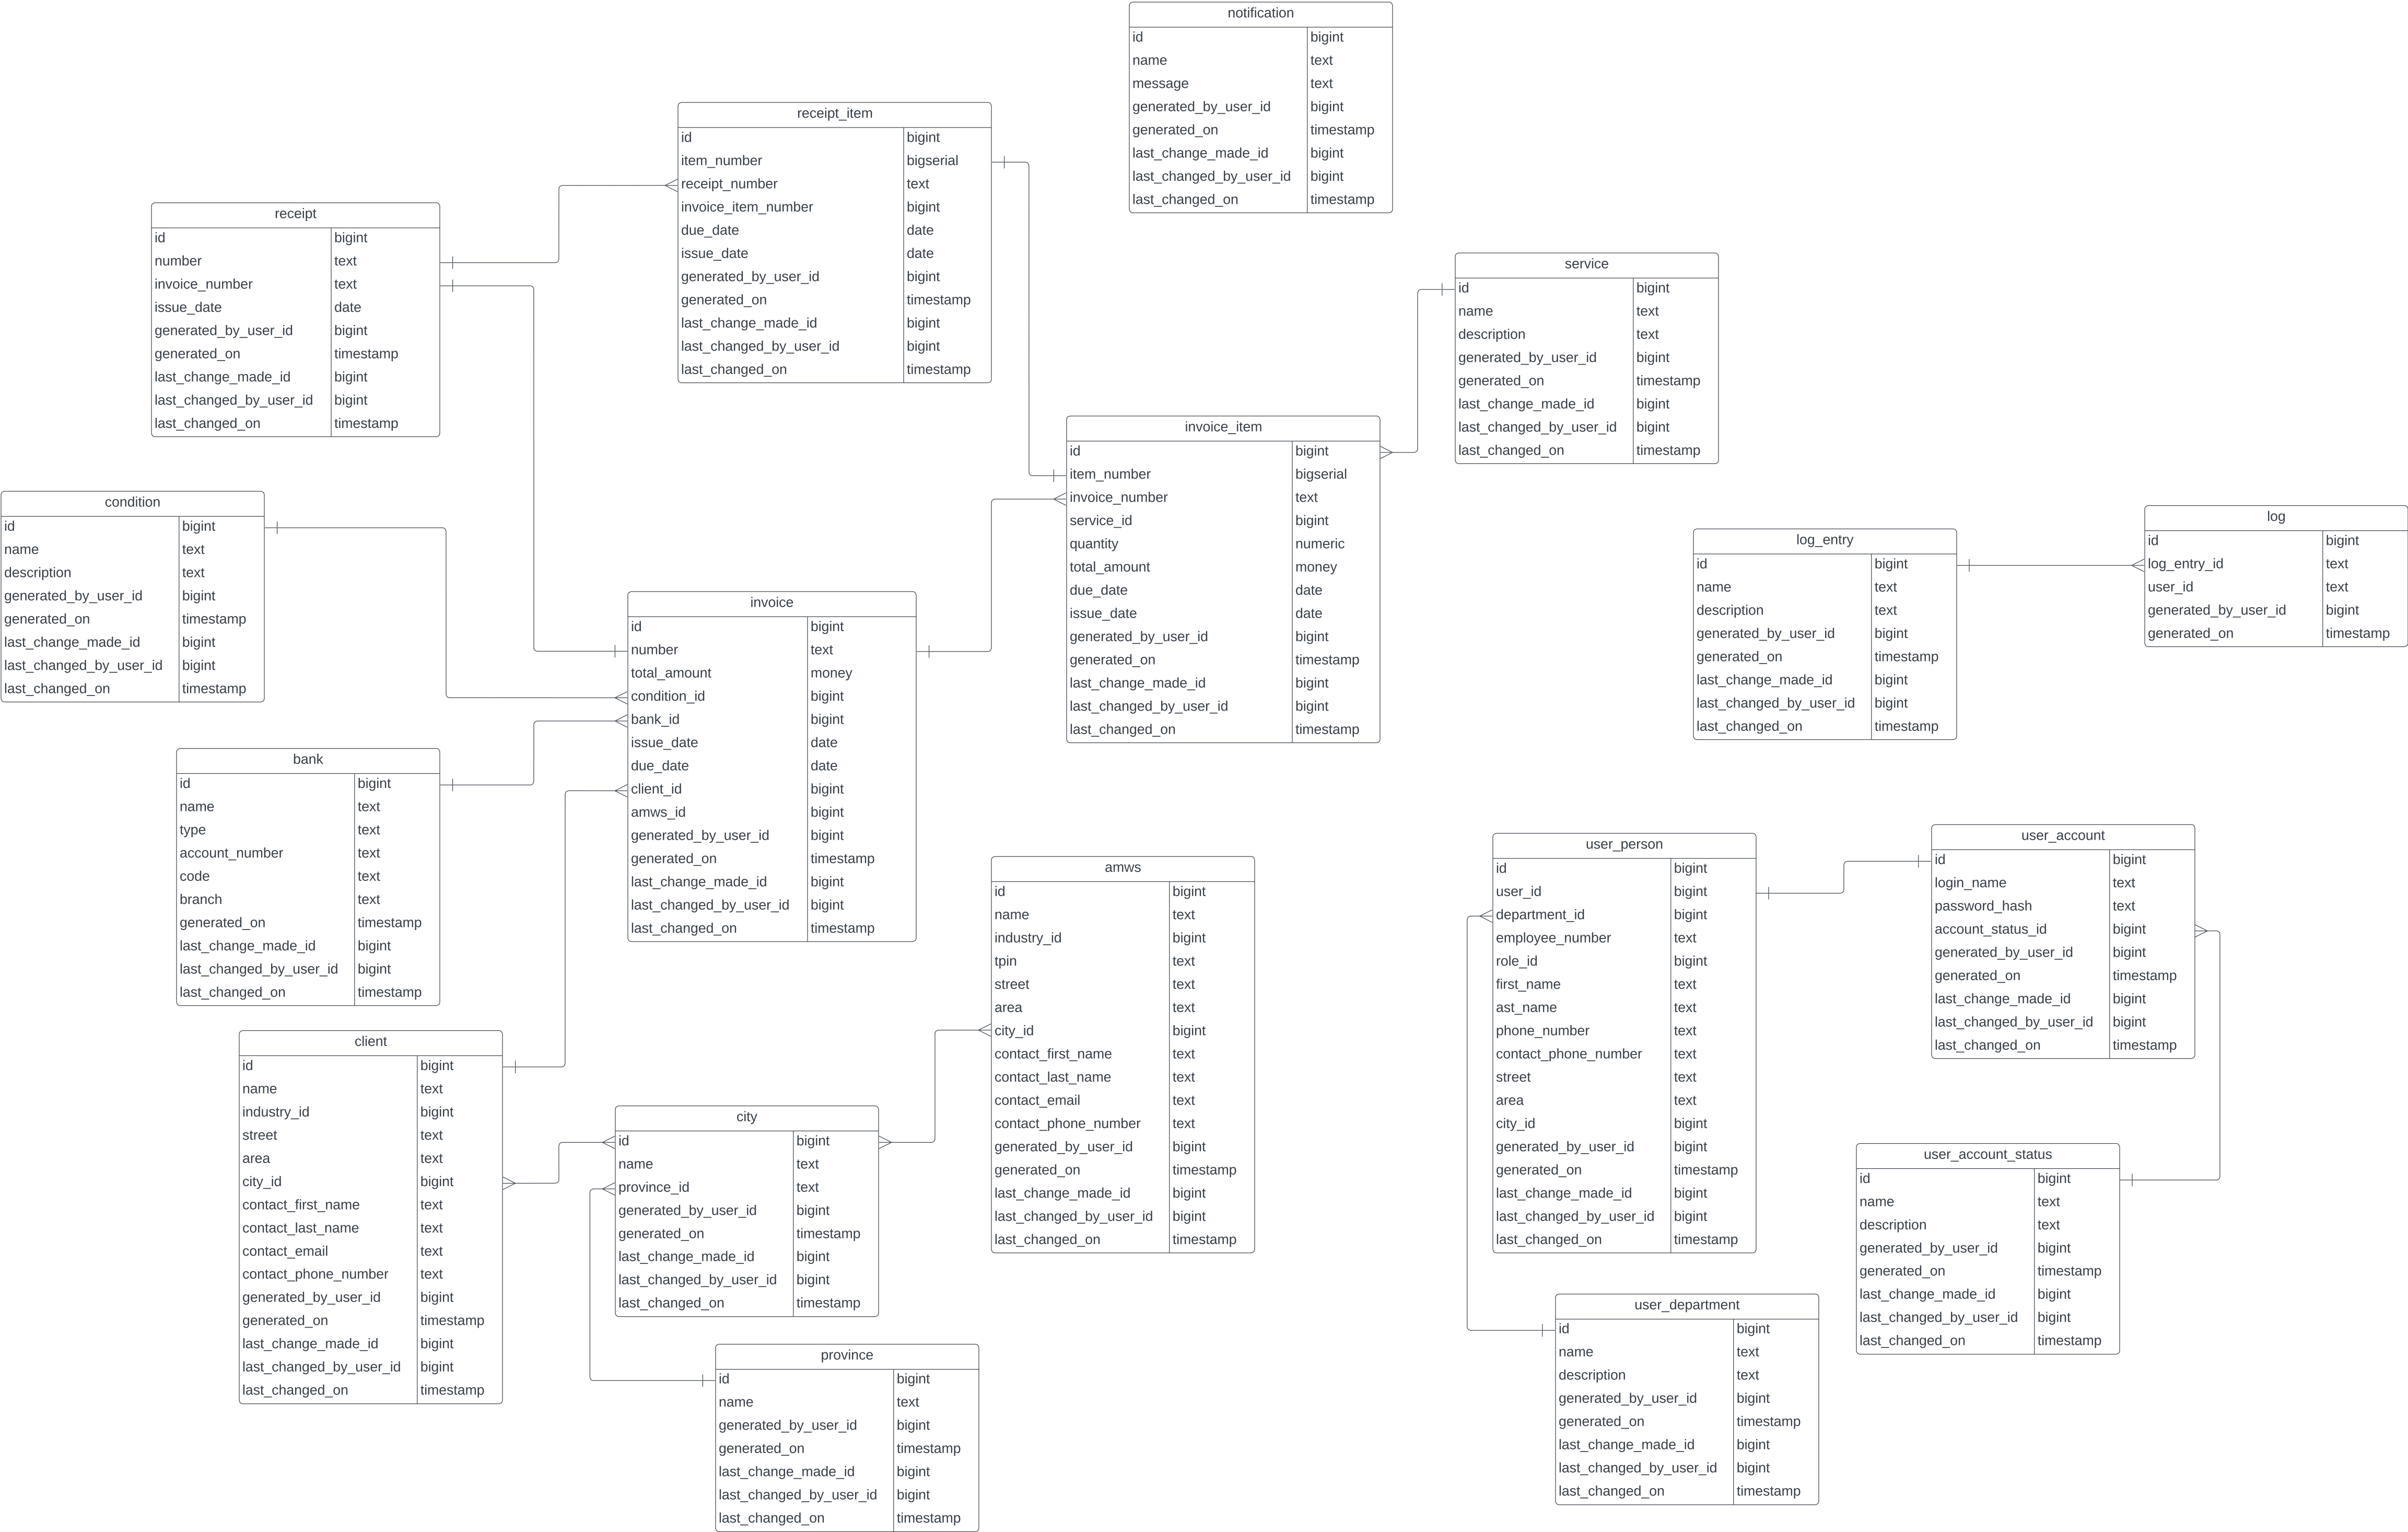 notification
id bigint
name text
message text
generated_by_user_id bigint
generated_on timestamp
last_change_made_id bigint
last_changed_by_user_id bigint
last_changed_on timestamp
receipt_item
id bigint
item_number bigserial
receipt_number text
invoice_item_number bigint
due_date date
issue_date date
generated_by_user_id bigint
generated_on timestamp
last_change_made_id bigint
last_changed_by_user_id bigint
last_changed_on timestamp
receipt
id bigint
number text
invoice_number text
issue_date date
generated_by_user_id bigint
generated_on timestamp
last_change_made_id bigint
last_changed_by_user_id bigint
last_changed_on timestamp
service
id bigint
name text
description text
generated_by_user_id bigint
generated_on timestamp
last_change_made_id bigint
last_changed_by_user_id bigint
last_changed_on timestamp
invoice_item
id bigint
item_number bigserial
invoice_number text
service_id bigint
quantity numeric
total_amount money
due_date date
issue_date date
generated_by_user_id bigint
generated_on timestamp
last_change_made_id bigint
last_changed_by_user_id bigint
last_changed_on timestamp
condition
id bigint
name text
description text
generated_by_user_id bigint
generated_on timestamp
last_change_made_id bigint
last_changed_by_user_id bigint
last_changed_on timestamp
log_entry
id bigint
name text
description text
generated_by_user_id bigint
generated_on timestamp
last_change_made_id bigint
last_changed_by_user_id bigint
last_changed_on timestamp
log
id bigint
log_entry_id text
user_id text
generated_by_user_id bigint
generated_on timestamp
invoice
id bigint
number text
total_amount money
condition_id bigint
bank_id bigint
issue_date date
due_date date
client_id bigint
amws_id bigint
generated_by_user_id bigint
generated_on timestamp
last_change_made_id bigint
last_changed_by_user_id bigint
last_changed_on timestamp
bank
id bigint
name text
type text
account_number text
code text
branch text
generated_on timestamp
last_change_made_id bigint
last_changed_by_user_id bigint
last_changed_on timestamp
amws
id bigint
name text
industry_id bigint
tpin text
street text
area text
city_id bigint
contact_first_name text
contact_last_name text
contact_email text
contact_phone_number text
generated_by_user_id bigint
generated_on timestamp
last_change_made_id bigint
last_changed_by_user_id bigint
last_changed_on timestamp
user_person
id bigint
user_id bigint
department_id bigint
employee_number text
role_id bigint
first_name text
ast_name text
phone_number text
contact_phone_number text
street text
area text
city_id bigint
generated_by_user_id bigint
generated_on timestamp
last_change_made_id bigint
last_changed_by_user_id bigint
last_changed_on timestamp
user_account
id bigint
login_name text
password_hash text
account_status_id bigint
generated_by_user_id bigint
generated_on timestamp
last_change_made_id bigint
last_changed_by_user_id bigint
last_changed_on timestamp
client
id bigint
name text
industry_id bigint
street text
area text
city_id bigint
contact_first_name text
contact_last_name text
contact_email text
contact_phone_number text
generated_by_user_id bigint
generated_on timestamp
last_change_made_id bigint
last_changed_by_user_id bigint
last_changed_on timestamp
city
id bigint
name text
province_id text
generated_by_user_id bigint
generated_on timestamp
last_change_made_id bigint
last_changed_by_user_id bigint
last_changed_on timestamp
user_account_status
id bigint
name text
description text
generated_by_user_id bigint
generated_on timestamp
last_change_made_id bigint
last_changed_by_user_id bigint
last_changed_on timestamp
province
id bigint
name text
generated_by_user_id bigint
generated_on timestamp
last_change_made_id bigint
last_changed_by_user_id bigint
last_changed_on timestamp
user_department
id bigint
name text
description text
generated_by_user_id bigint
generated_on timestamp
last_change_made_id bigint
last_changed_by_user_id bigint
last_changed_on timestamp